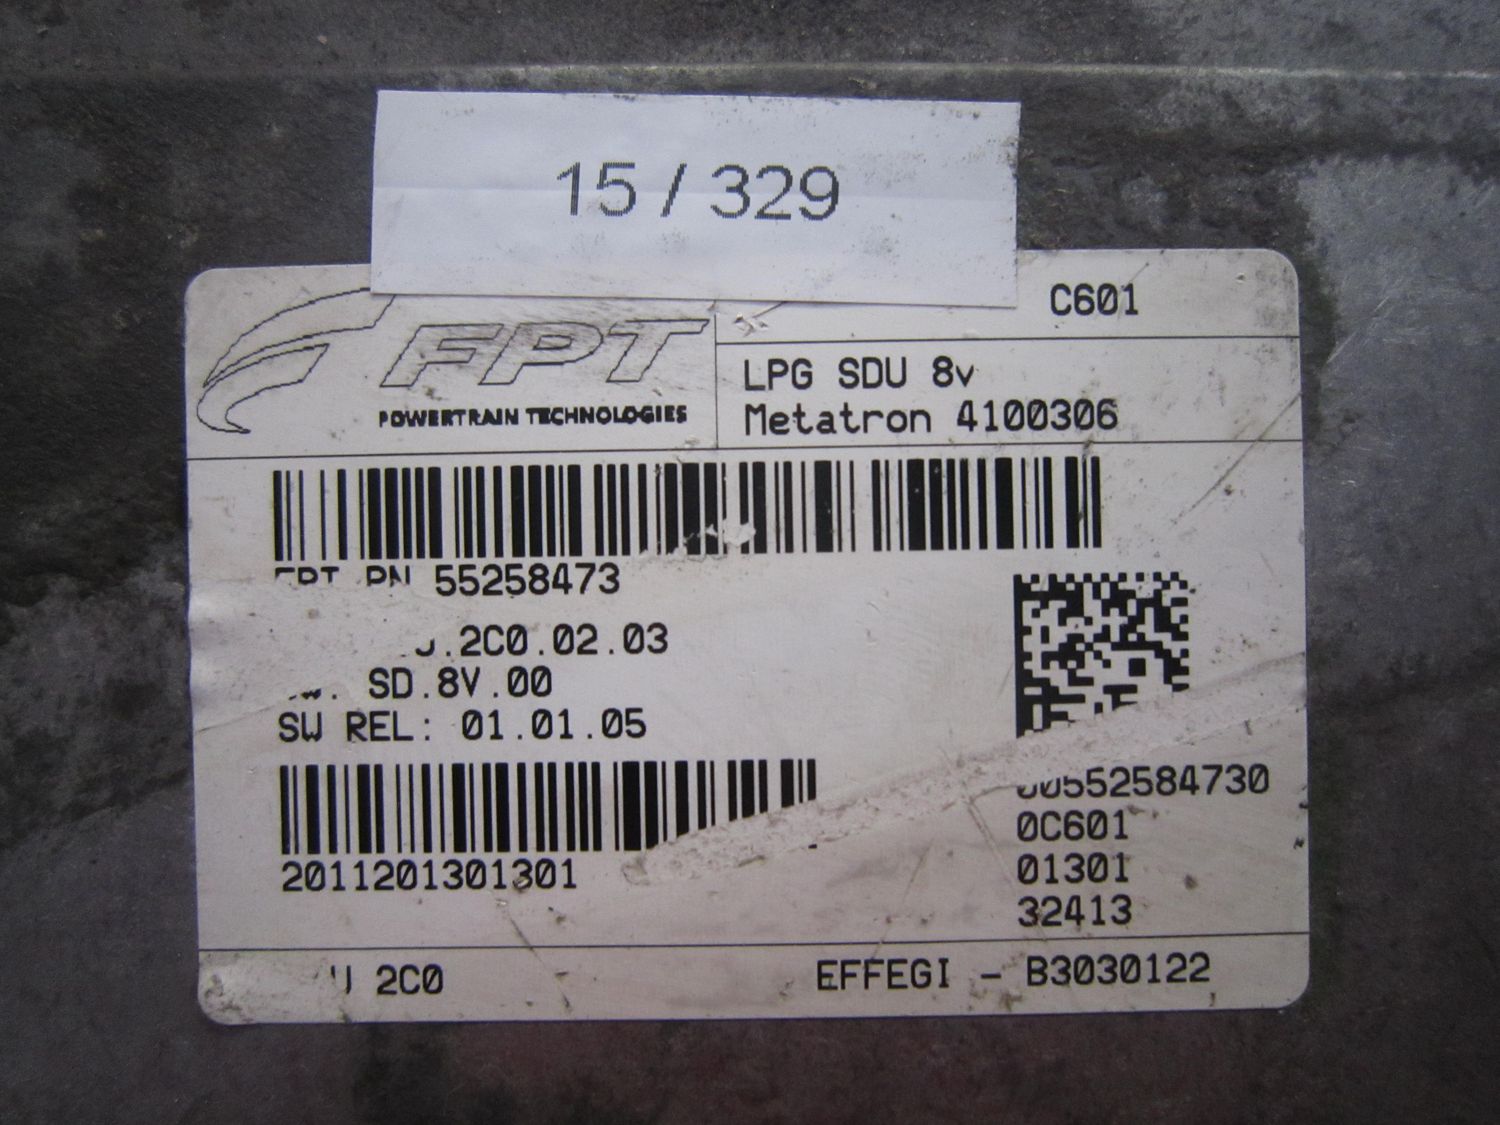 15 / 329
C601
FPT
POWERTRAIN TECHNOLOGIES
LPG SDU 8v
Metatron 4100306
FPT PN 55258473
.2C0.02.03
SD.8V.00
SW REL: 01.01.05
2011201301301
00552584730
0C601
01301
32413
2C0
EFFEGI - B3030122